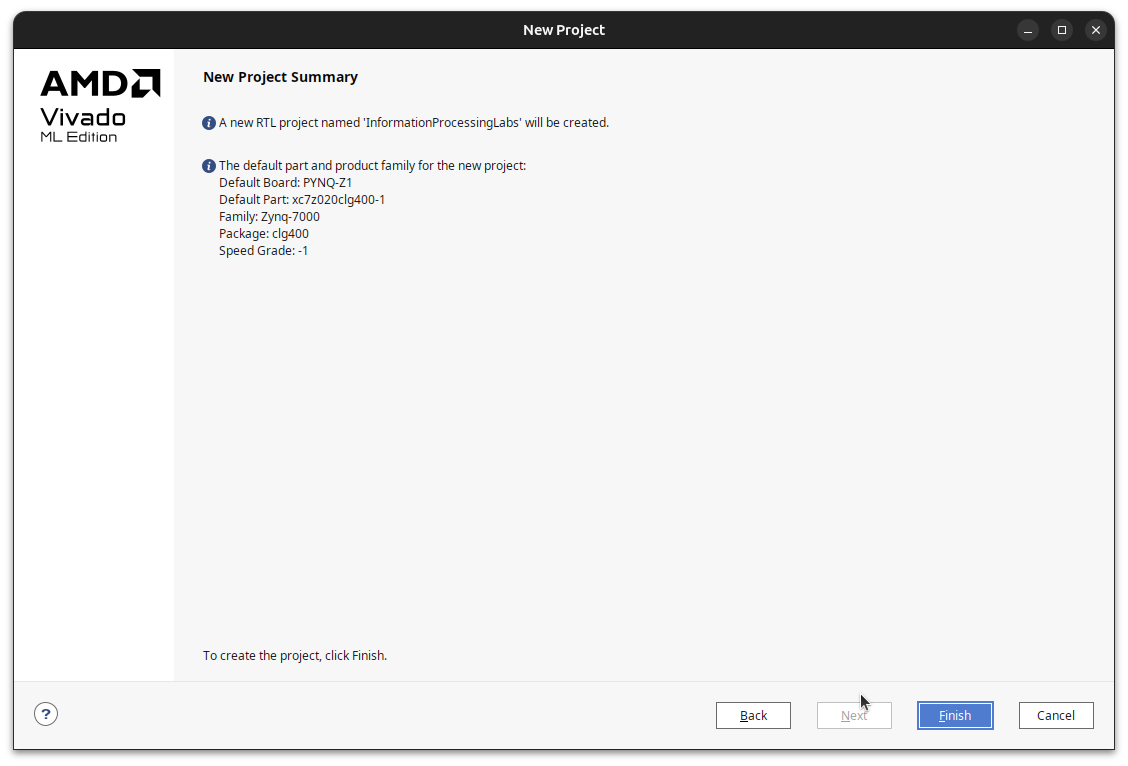 New Project
AMD
Vivado
ML Edition
New Project Summary
A new RTL project named 'InformationProcessingLabs' will be created.
The default part and product family for the new project:
Default Board: PYNQ-Z1
Default Part: xc7z020clg400-1
Family: Zynq-7000
Package: clg400
Speed Grade: -1
To create the project, click Finish.
?
Back
Next
Finish
Cancel